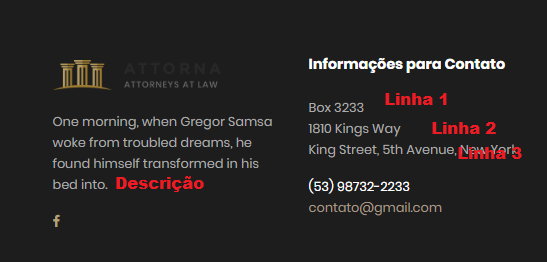 ATTORNA
ATTORNEYS AT LAW
One morning, when Gregor Samsa
woke from troubled dreams, he
found himself transformed in his
bed into. Descrição
Informações para Contato
Box 3233 Linha 1
1810 Kings Way Linha 2
King Street, 5th Avenue, New York Linha 3
(53) 98732-2233
contato@gmail.com